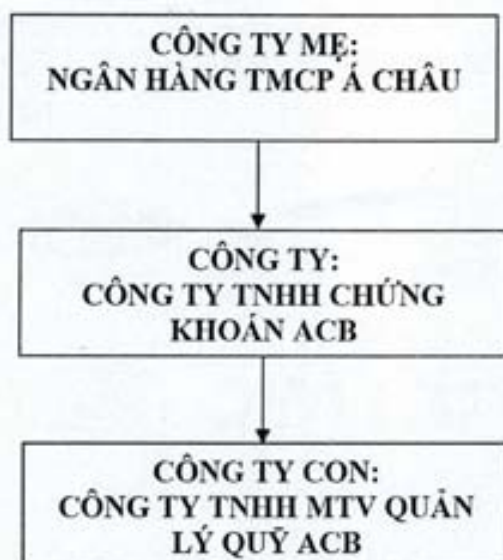 CÔNG TY MẸ:
NGÂN HÀNG TMCP Á CHÂU
CÔNG TY:
CÔNG TY TNHH CHỨNG
KHOÁN ACB
CÔNG TY CON:
CÔNG TY TNHH MTV QUẢN
LÝ QUỸ ACB